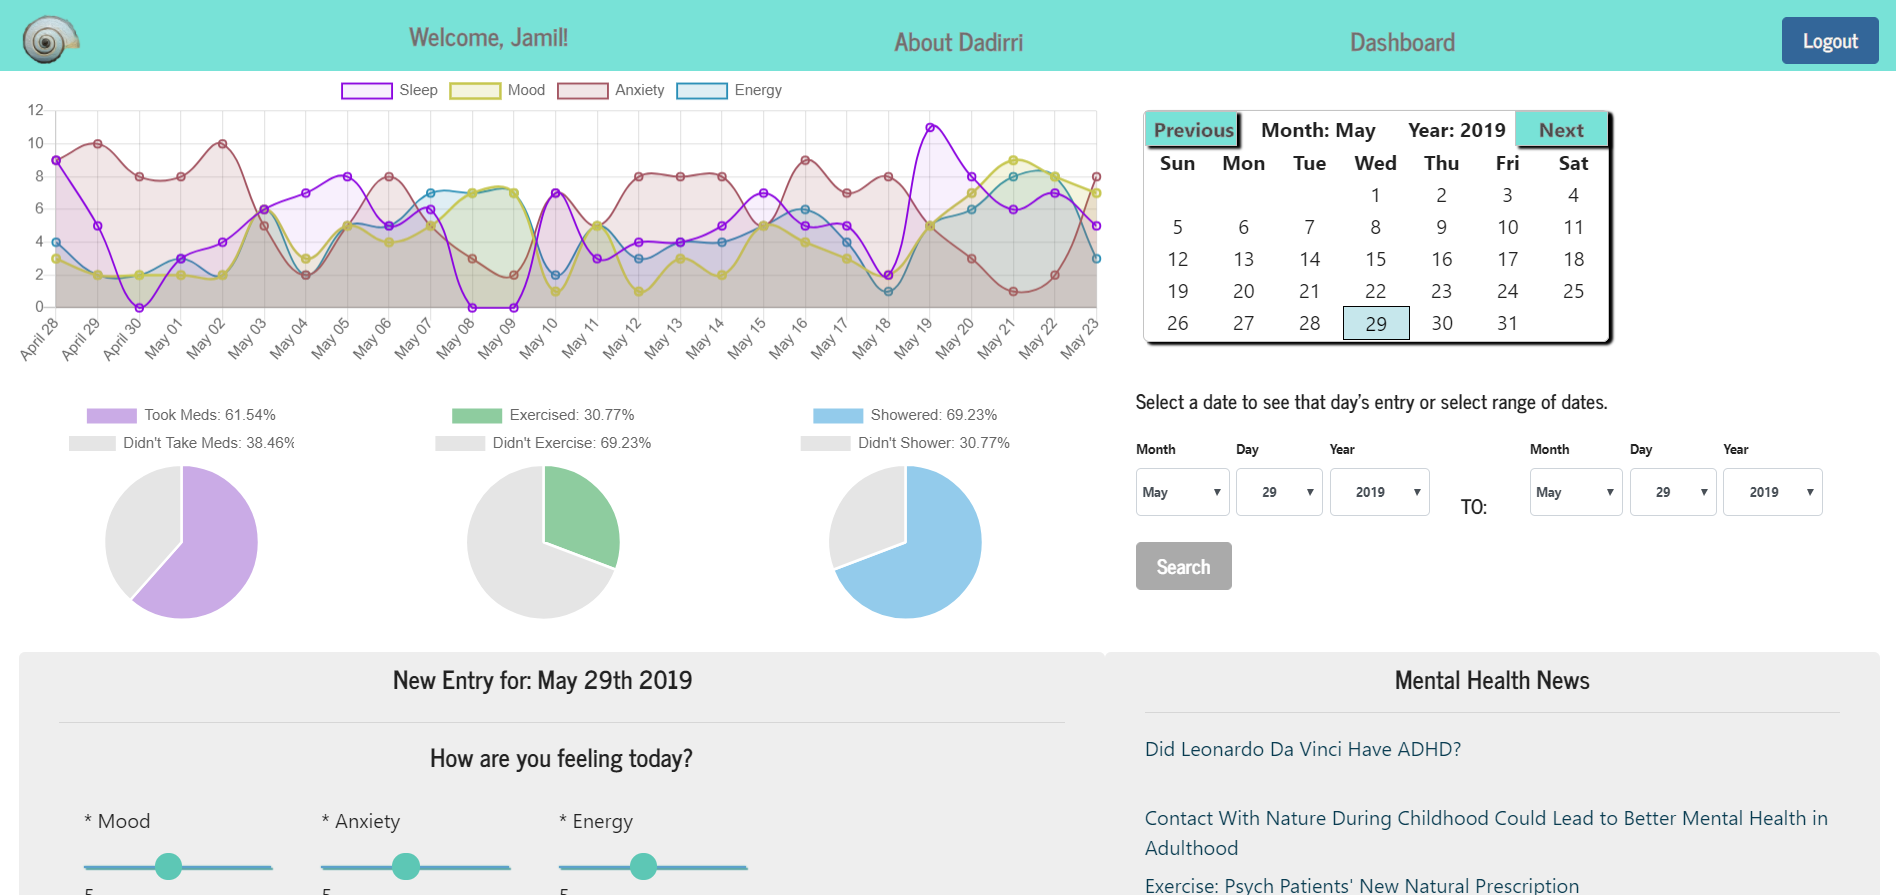 Welcome, Jamil!
About Dadirri
Dashboard
Logout
Sleep Mood Anxiety Energy
12
10
8
6
4
2
0
April 28 April 29 April 30 May 01 May 02 May 03 May 04 May 05 May 06 May 07 May 08 May 09 May 10 May 11 May 12 May 13 May 14 May 15 May 16 May 17 May 18 May 19 May 20 May 21 May 22 May 23
Previous Month: May Year: 2019 Next
Sun Mon Tue Wed Thu Fri Sat
1 2 3 4
5 6 7 8 9 10 11
12 13 14 15 16 17 18
19 20 21 22 23 24 25
26 27 28 29 30 31
Took Meds: 61.54%
Didn't Take Meds: 38.46%
Exercised: 30.77%
Didn't Exercise: 69.23%
Showered: 69.23%
Didn't Shower: 30.77%
Select a date to see that day's entry or select range of dates.
Month Day Year
May 29 2019
TO:
Month Day Year
May 29 2019
Search
New Entry for: May 29th 2019
How are you feeling today?
* Mood * Anxiety * Energy
Mental Health News
Did Leonardo Da Vinci Have ADHD?
Contact With Nature During Childhood Could Lead to Better Mental Health in
Adulthood
Exercise: Psych Patients' New Natural Prescription